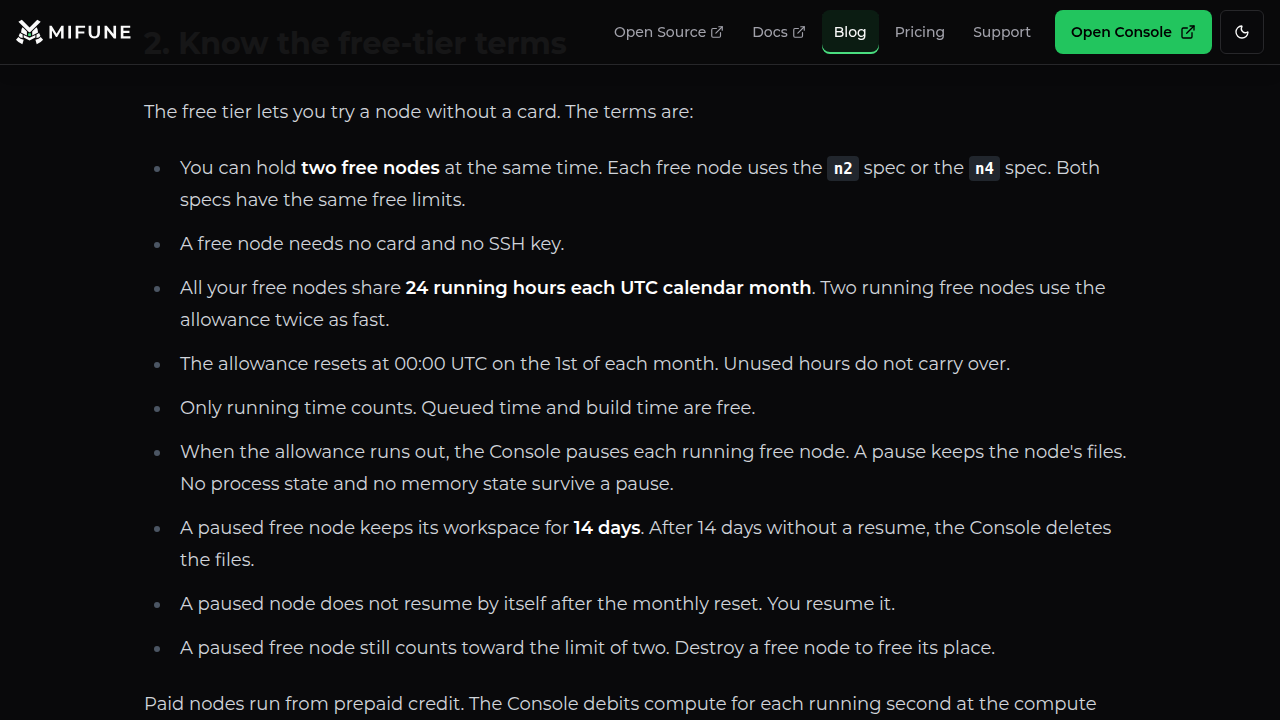 MIFUNE
Open Source
Docs
Blog
Pricing
Support
Open Console
2. Know the free-tier terms
The free tier lets you try a node without a card. The terms are:
You can hold two free nodes at the same time. Each free node uses the n2 spec or the n4 spec. Both
specs have the same free limits.
A free node needs no card and no SSH key.
All your free nodes share 24 running hours each UTC calendar month. Two running free nodes use the
allowance twice as fast.
The allowance resets at 00:00 UTC on the 1st of each month. Unused hours do not carry over.
Only running time counts. Queued time and build time are free.
When the allowance runs out, the Console pauses each running free node. A pause keeps the node's files.
No process state and no memory state survive a pause.
A paused free node keeps its workspace for 14 days. After 14 days without a resume, the Console deletes
the files.
A paused node does not resume by itself after the monthly reset. You resume it.
A paused free node still counts toward the limit of two. Destroy a free node to free its place.
Paid nodes run from prepaid credit. The Console debits compute for each running second at the compute